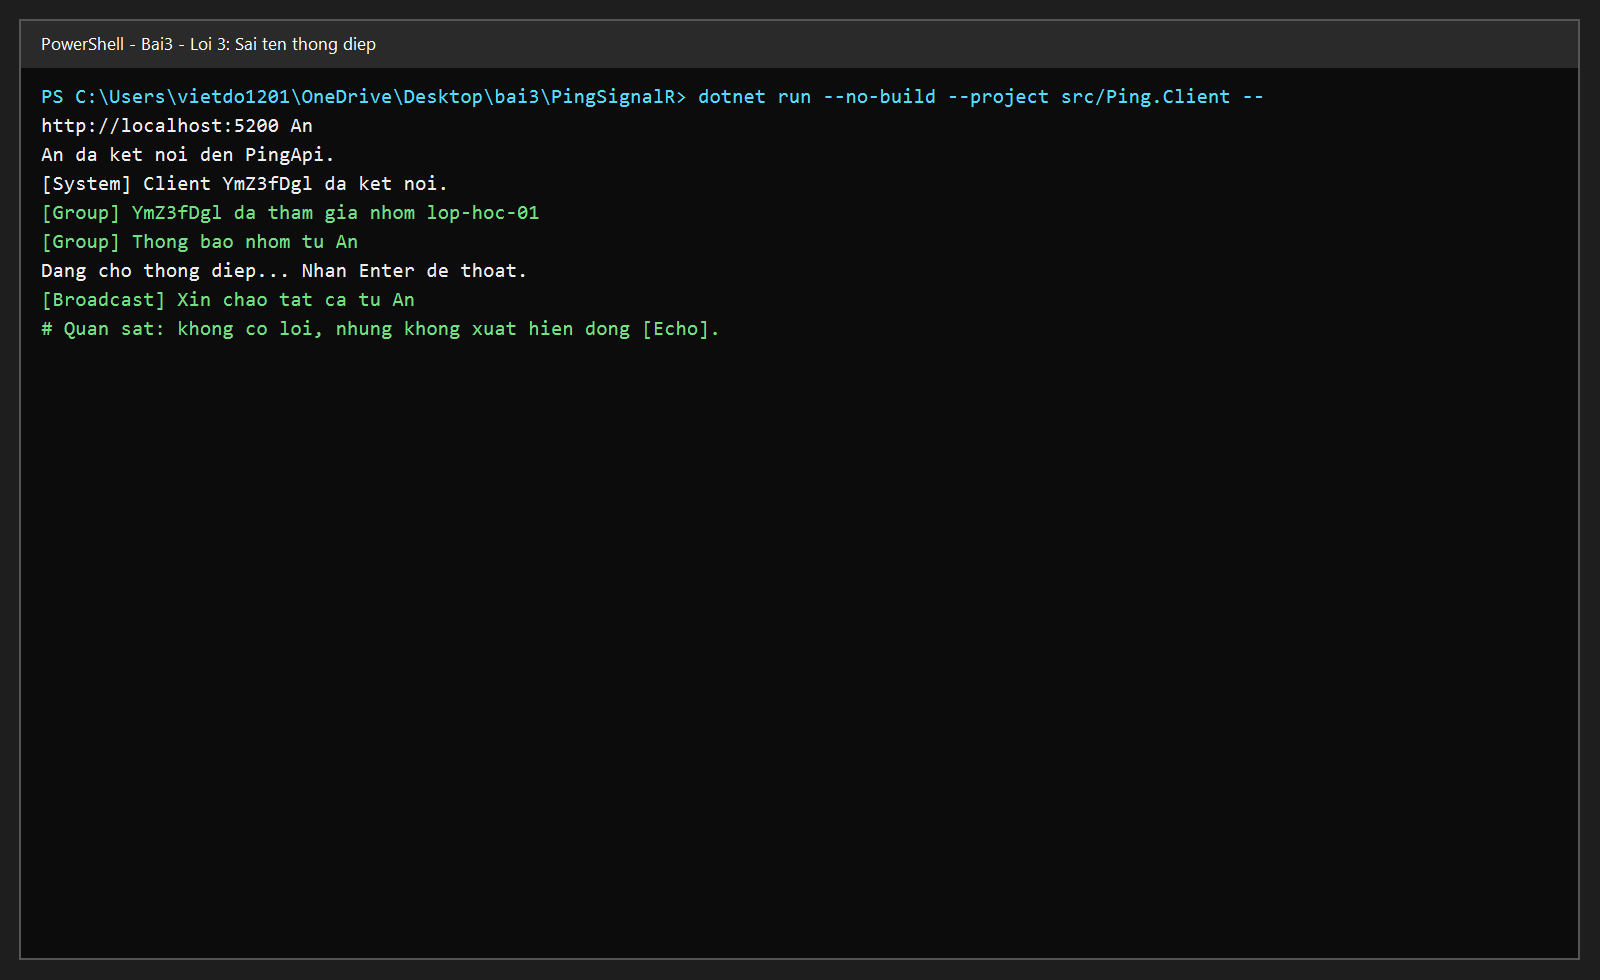 PowerShell - Bai3 - Loi 3: Sai ten thong diep
PS C:\Users\vietdo1201\OneDrive\Desktop\bai3\PingSignalR> dotnet run --no-build --project src/Ping.Client --
http://localhost:5200 An
An da ket noi den PingApi.
[System] Client YmZ3fDgl da ket noi.
[Group] YmZ3fDgl da tham gia nhom lop-hoc-01
[Group] Thong bao nhom tu An
Dang cho thong diep... Nhan Enter de thoat.
[Broadcast] Xin chao tat ca tu An
# Quan sat: khong co loi, nhung khong xuat hien dong [Echo].